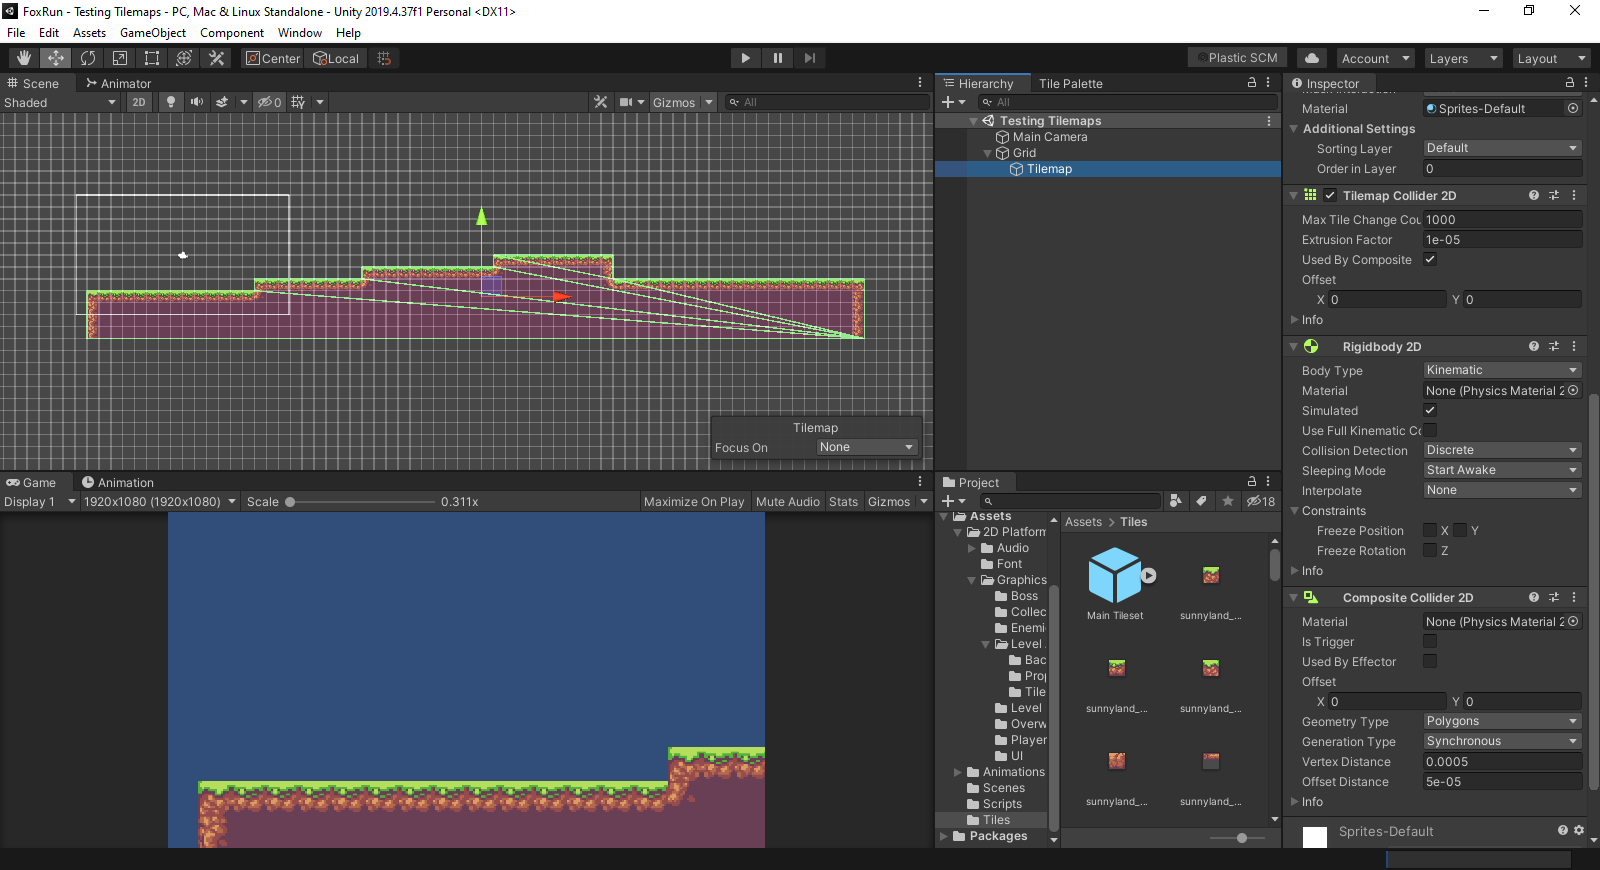 FoxRun - Testing Tilemaps - PC, Mac & Linux Standalone - Unity 2019.4.37f1 Personal <DX11>
File Edit Assets GameObject Component Window Help
Center Local Plastic SCM Account Layers Layout
Scene Animator
Shaded 2D 0 Gizmos All
Tilemap
Focus On None
Hierarchy Tile Palette
All
Testing Tilemaps
Main Camera
Grid
Tilemap
Game Animation
Display 1 1920x1080 (1920x1080) Scale 0.311x Maximize On Play Mute Audio Stats Gizmos
Project
18
Assets
2D Platform
Audio
Font
Graphics
Boss
Collec
Enemi
Level
Bac
Prop
Tile
Level
Overw
Player
UI
Animations
Scenes
Scripts
Tiles
Packages
Assets > Tiles
Main Tileset sunnyland_...
sunnyland_... sunnyland_...
sunnyland_... sunnyland_...
Inspector
Material Sprites-Default
Additional Settings
Sorting Layer Default
Order in Layer 0
Tilemap Collider 2D
Max Tile Change Cou 1000
Extrusion Factor 1e-05
Used By Composite
Offset
X 0 Y 0
Info
Rigidbody 2D
Body Type Kinematic
Material None (Physics Material 2
Simulated
Use Full Kinematic Co
Collision Detection Discrete
Sleeping Mode Start Awake
Interpolate None
Constraints
Freeze Position X Y
Freeze Rotation Z
Info
Composite Collider 2D
Material None (Physics Material 2
Is Trigger
Used By Effector
Offset
X 0 Y 0
Geometry Type Polygons
Generation Type Synchronous
Vertex Distance 0.0005
Offset Distance 5e-05
Info
Sprites-Default